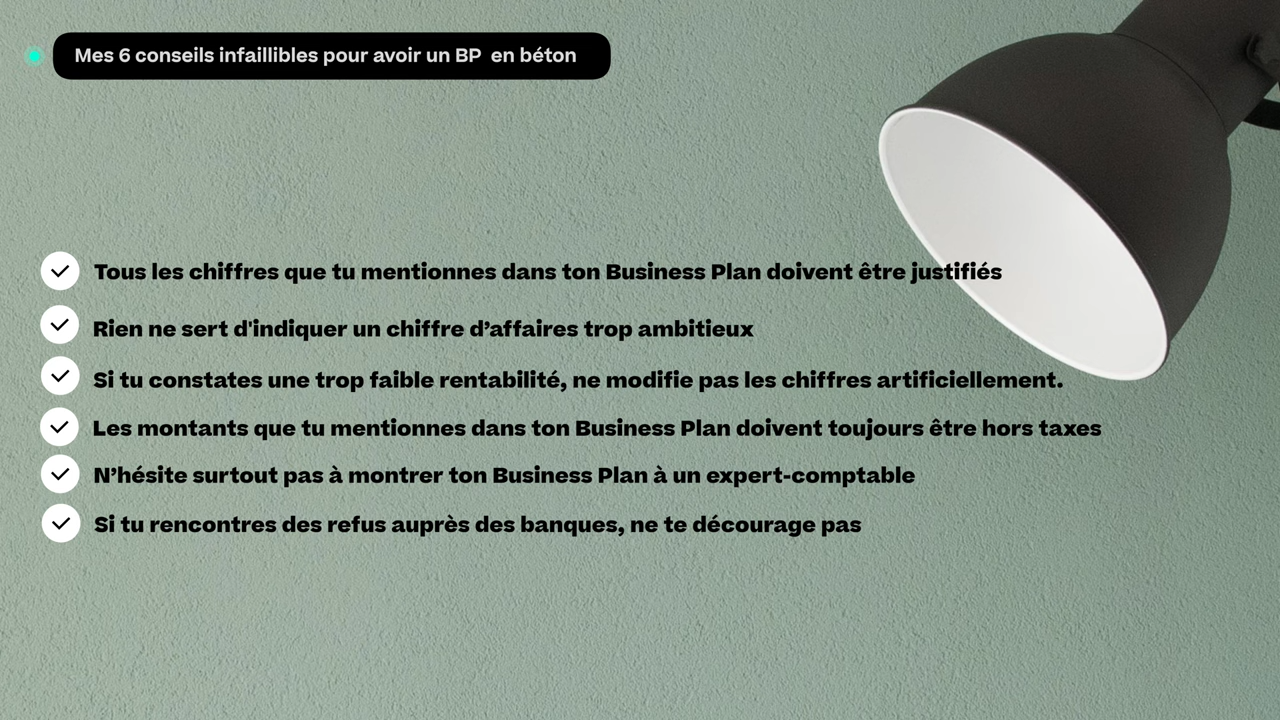 Mes 6 conseils infaillibles pour avoir un BP  en béton
Tous les chiffres que tu mentionnes dans ton Business Plan doivent être justifiés
Rien ne sert d'indiquer un chiffre d’affaires trop ambitieux
Si tu constates une trop faible rentabilité, ne modifie pas les chiffres artificiellement.
Les montants que tu mentionnes dans ton Business Plan doivent toujours être hors taxes
N’hésite surtout pas à montrer ton Business Plan à un expert-comptable
Si tu rencontres des refus auprès des banques, ne te décourage pas